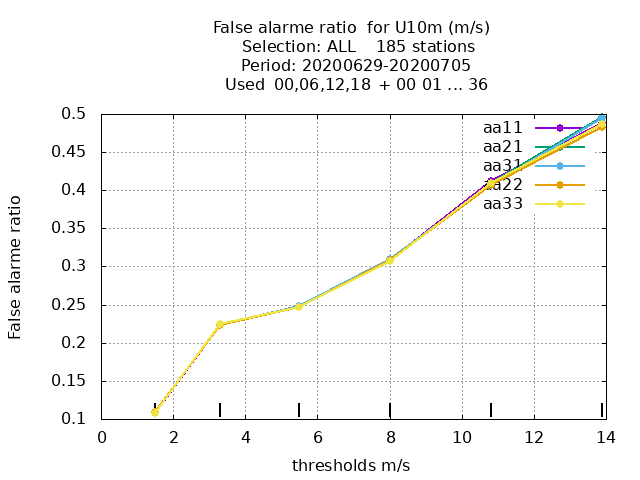 False alarme ratio  for U10m (m/s)
Selection: ALL    185 stations
Period: 20200629-20200705
Used  00,06,12,18  + 00 01 ... 36
0.5
0.45
0.4
0.35
0.3
0.25
0.2
0.15
0.1
False alarme ratio
aa11
aa21
aa31
aa22
aa33
0 2 4 6 8 10 12 14
thresholds m/s